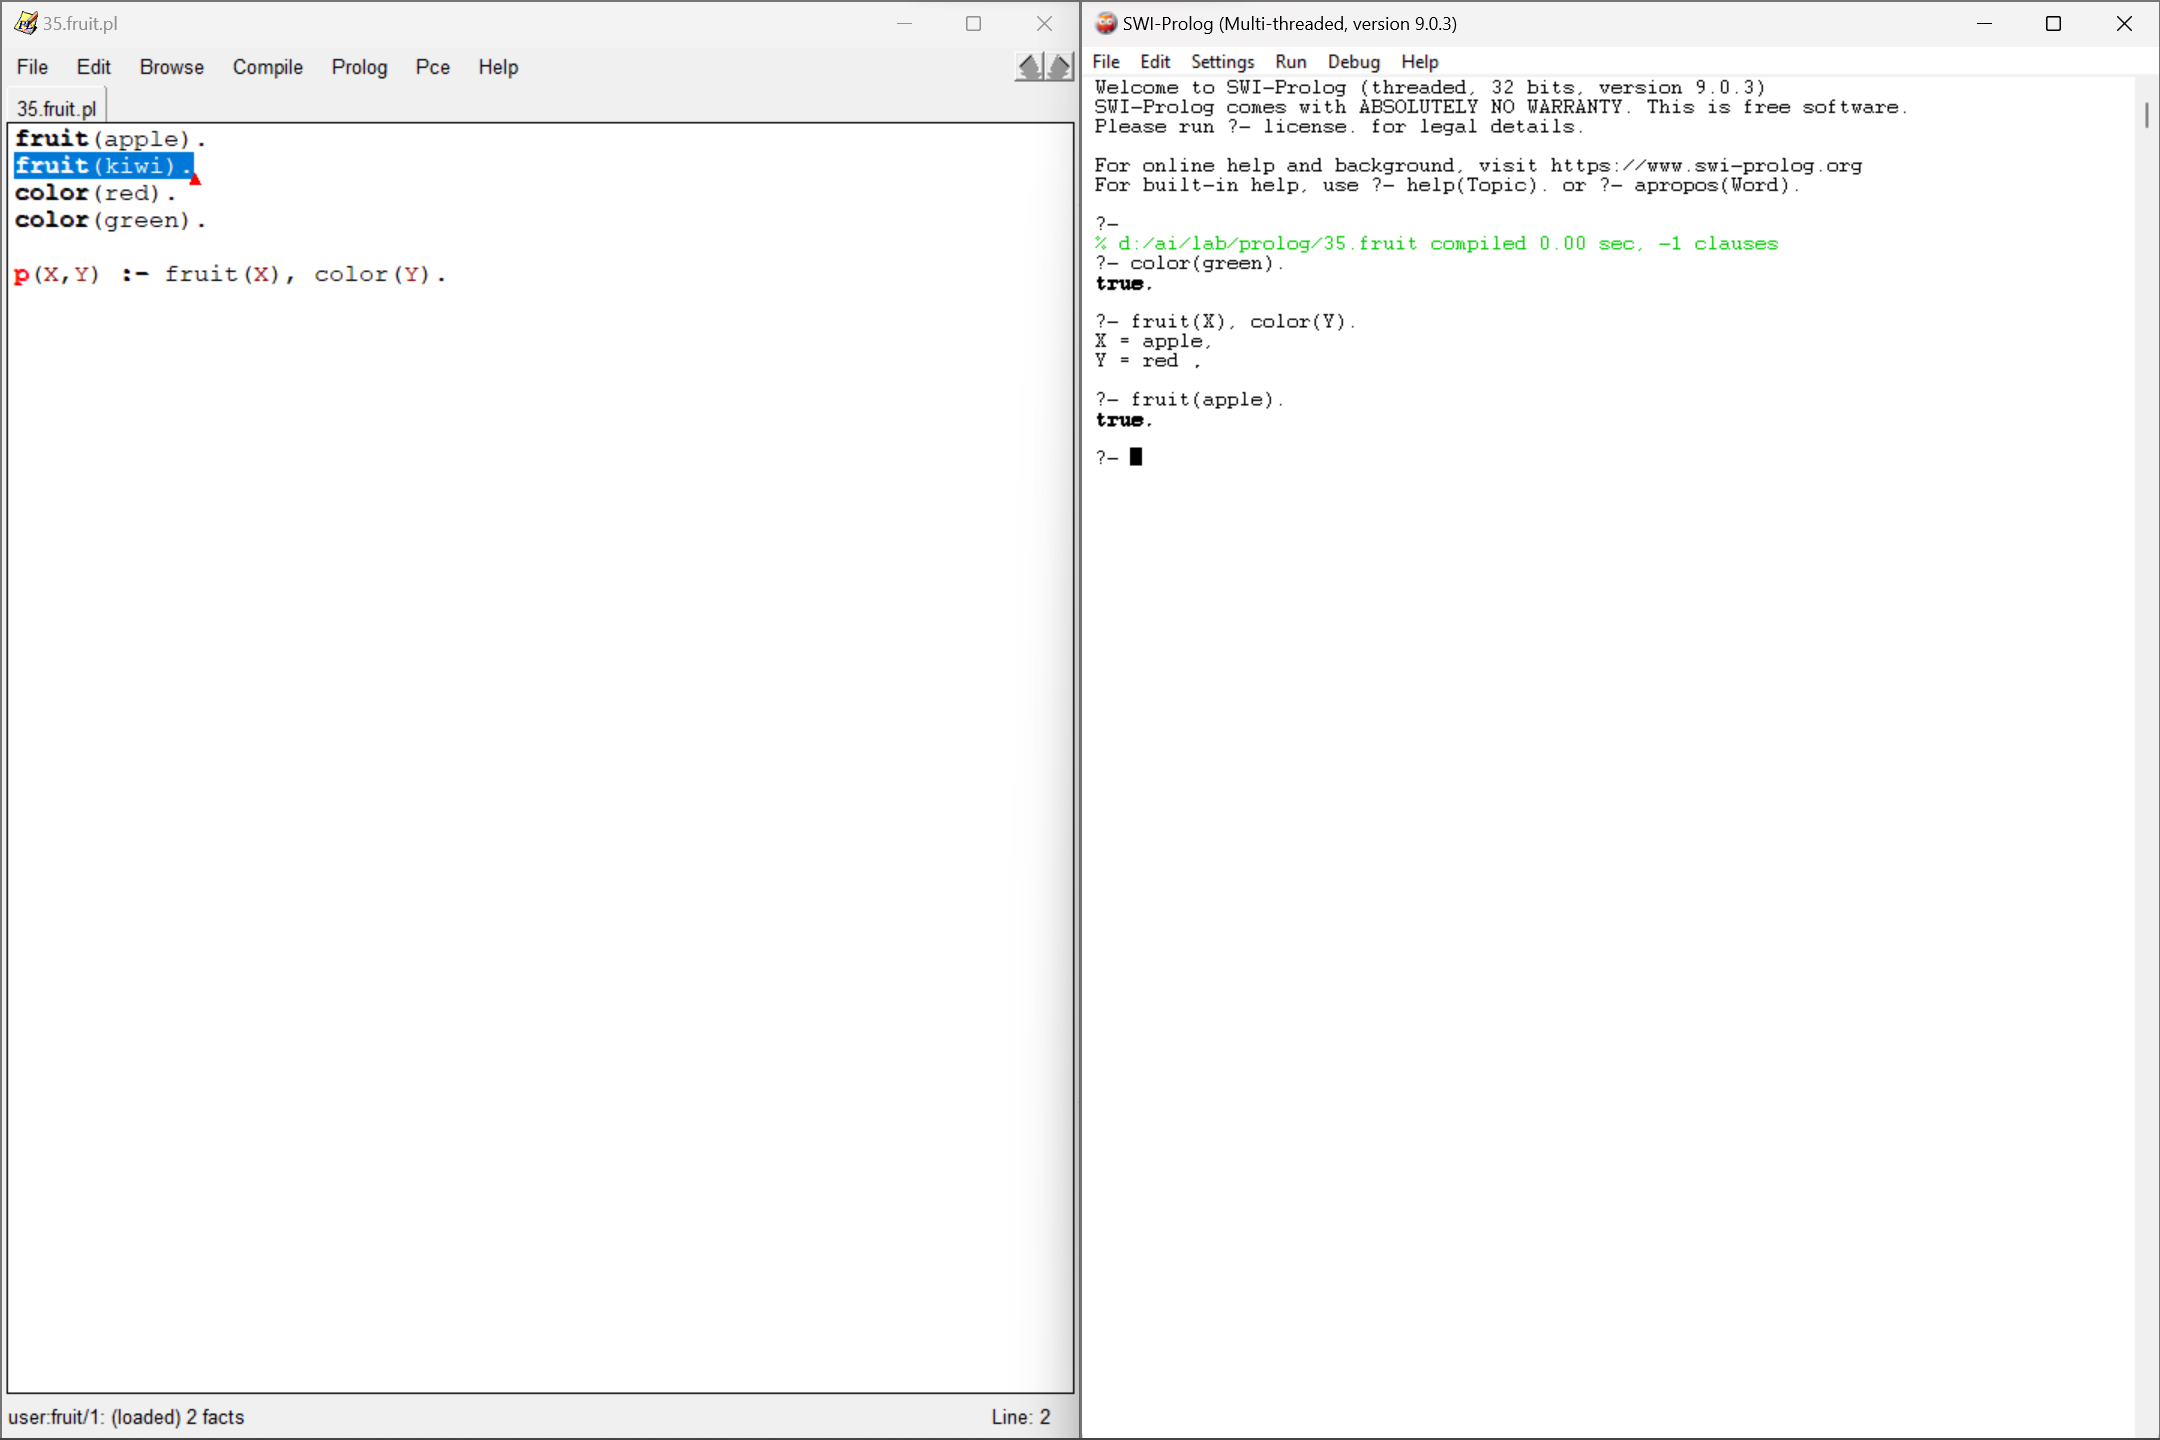 35.fruit.pl
File Edit Browse Compile Prolog Pce Help
35.fruit.pl
fruit(apple).
fruit(kiwi).
color(red).
color(green).
p(X,Y) :- fruit(X), color(Y).
user:fruit/1: (loaded) 2 facts
Line: 2
SWI-Prolog (Multi-threaded, version 9.0.3)
File Edit Settings Run Debug Help
Welcome to SWI-Prolog (threaded, 32 bits, version 9.0.3)
SWI-Prolog comes with ABSOLUTELY NO WARRANTY. This is free software.
Please run ?- license. for legal details.
For online help and background, visit https://www.swi-prolog.org
For built-in help, use ?- help(Topic). or ?- apropos(Word).
?-
% d:/ai/lab/prolog/35.fruit compiled 0.00 sec, -1 clauses
?- color(green).
true.
?- fruit(X), color(Y).
X = apple,
Y = red .
?- fruit(apple).
true.
?-